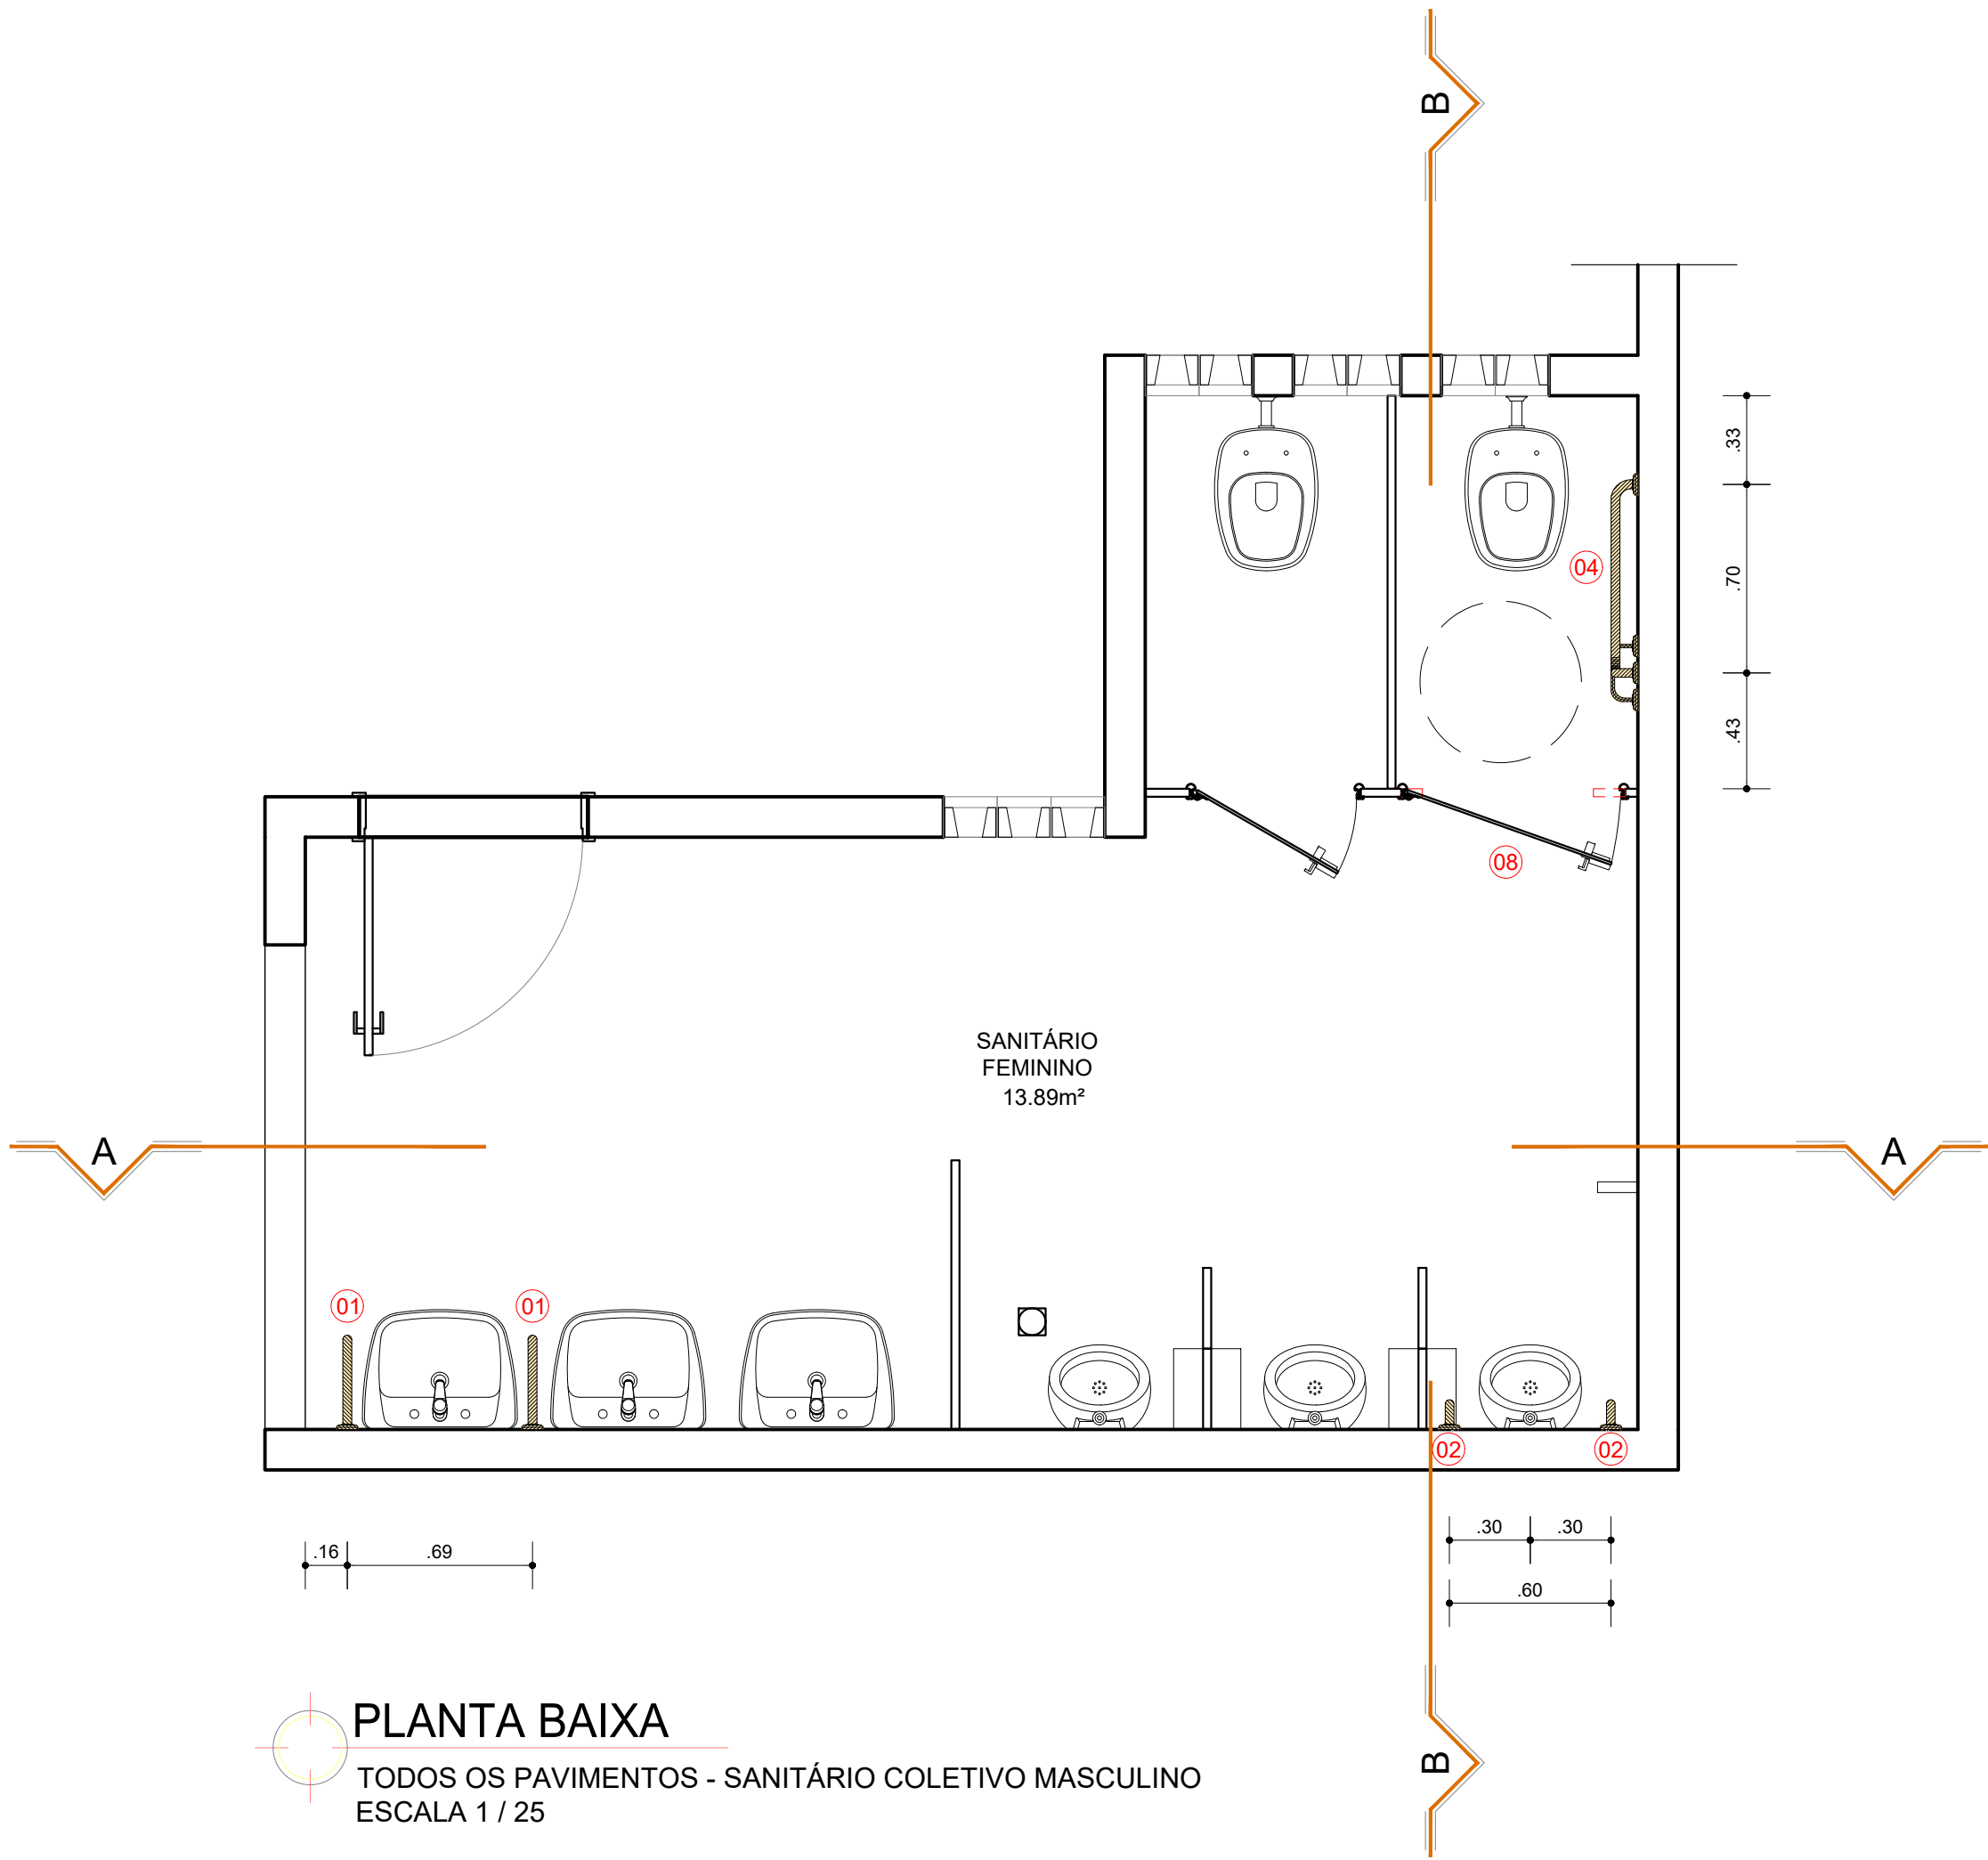 B
.33
04
.70
.43
08
SANITÁRIO
FEMININO
13.89m²
A
A
01
01
02
02
.16
.69
.30
.30
.60
PLANTA BAIXA
B
TODOS OS PAVIMENTOS - SANITÁRIO COLETIVO MASCULINO
ESCALA 1 / 25